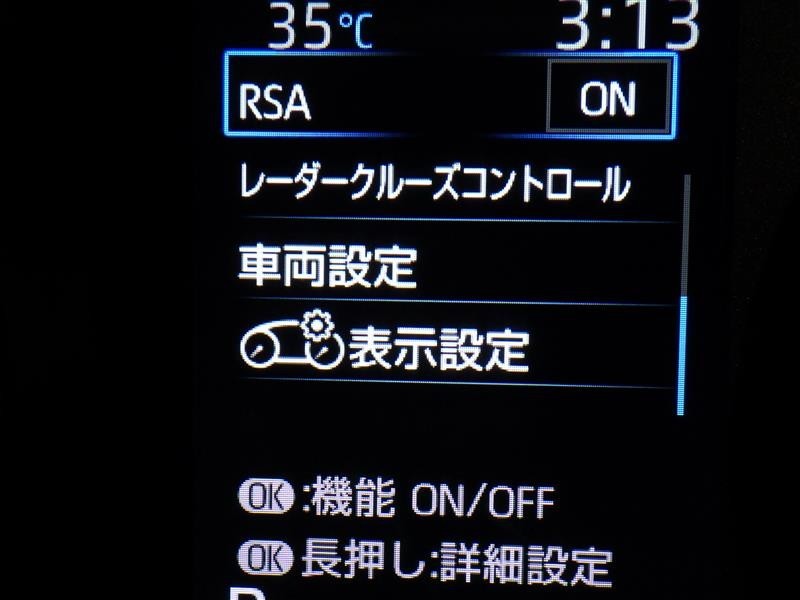 35℃ 3:13
RSA ON
レーダークルーズコントロール
車両設定
表示設定
OK:機能 ON/OFF
OK長押し:詳細設定